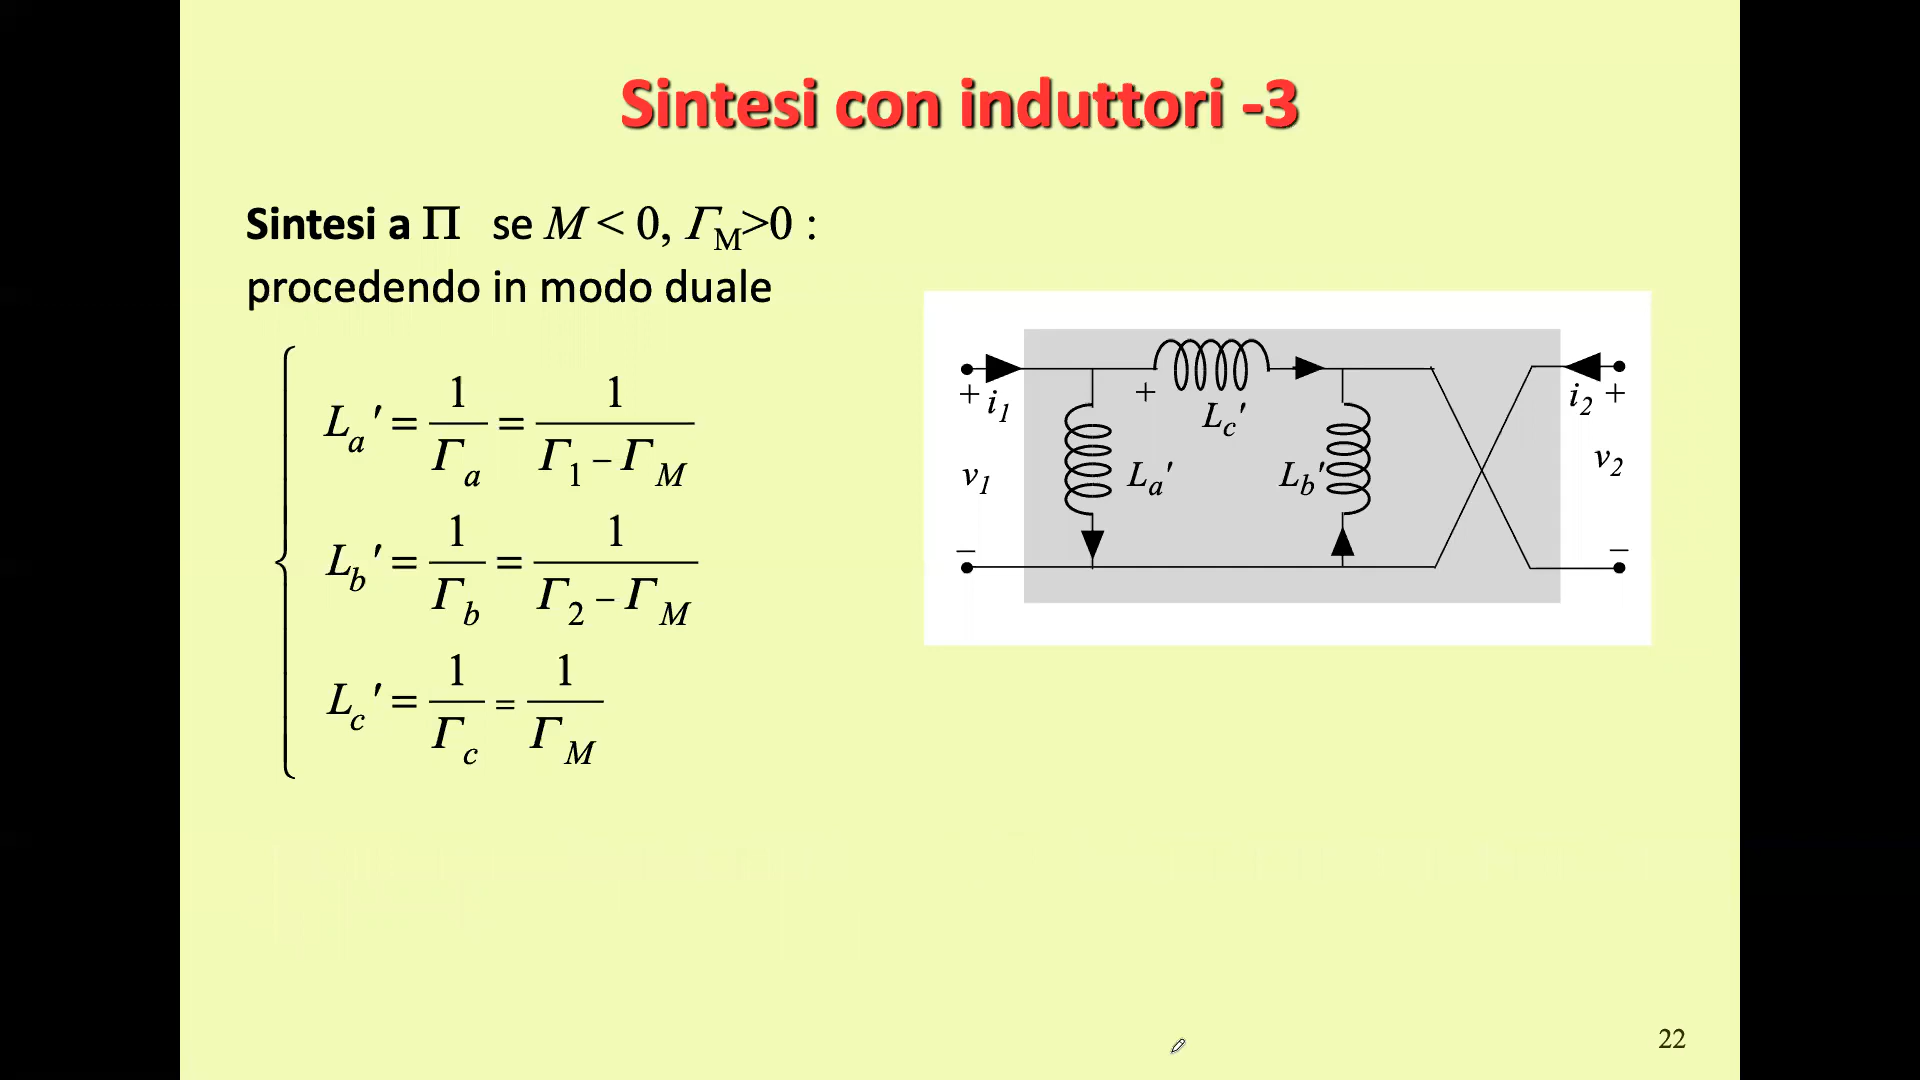 Sintesi con induttori -3
Sintesi a Π se M < 0, Γ_M>0 :
procedendo in modo duale
L_a' = 1/Γ_a = 1/(Γ_1 − Γ_M)
L_b' = 1/Γ_b = 1/(Γ_2 − Γ_M)
L_c' = 1/Γ_c = 1/Γ_M
+ i_1 + L_c' i_2 +
v_1 L_a' L_b' v_2
− −
22